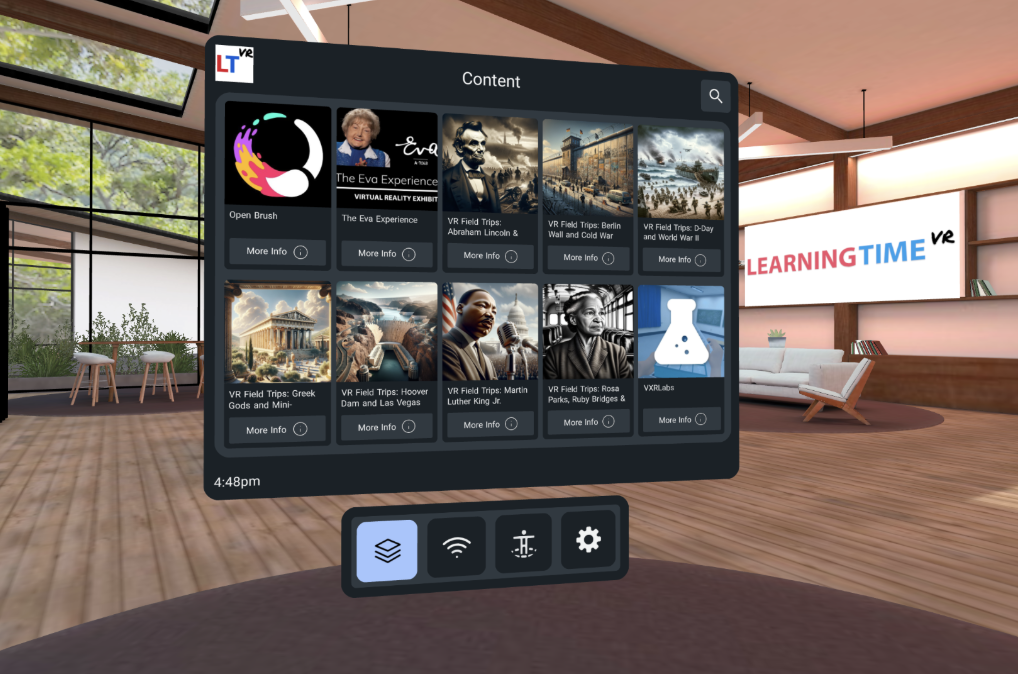 LT VR
Content
Eva
& YOU
The Eva Experience
VIRTUAL REALITY EXHIBIT
Open Brush
The Eva Experience
VR Field Trips:
Abraham Lincoln &
VR Field Trips: Berlin
Wall and Cold War
VR Field Trips: D-Day
and World War II
More Info
More Info
More Info
More Info
More Info
VR Field Trips: Greek
Gods and Mini-
VR Field Trips: Hoover
Dam and Las Vegas
VR Field Trips: Martin
Luther King Jr.
VR Field Trips: Rosa
Parks, Ruby Bridges &
VXRLabs
More Info
More Info
More Info
More Info
More Info
4:48pm
LEARNINGTIME VR